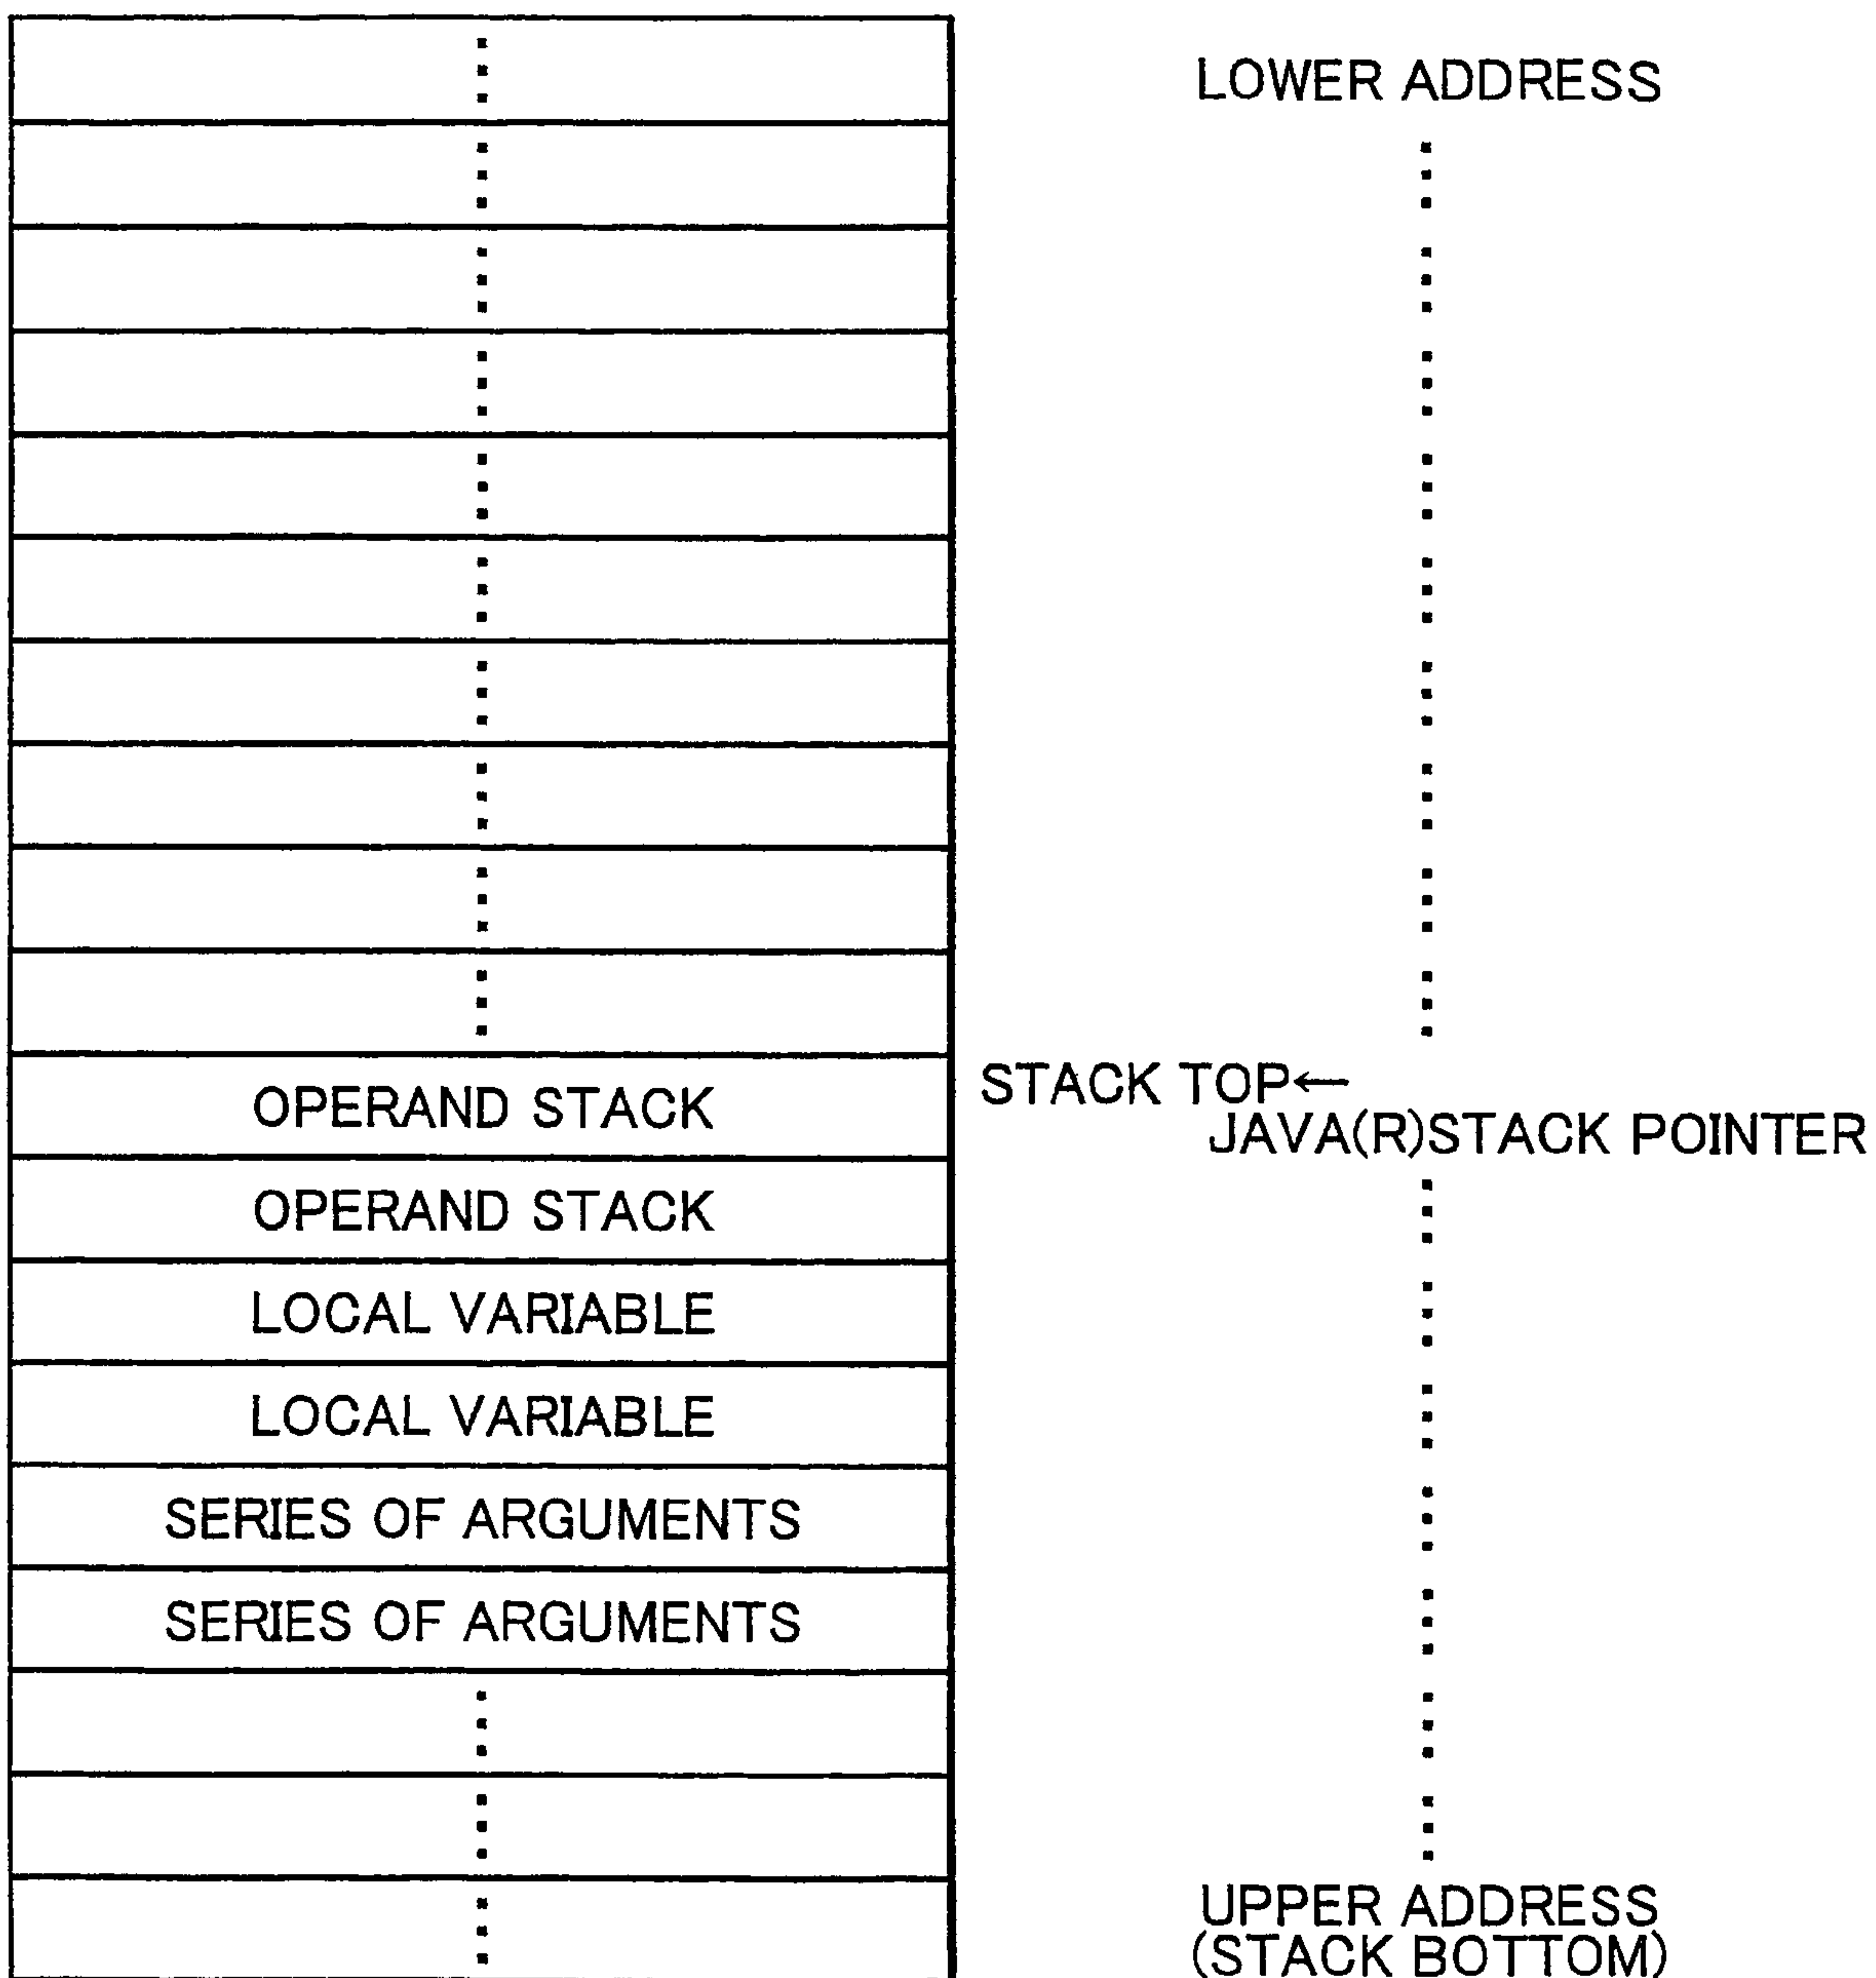 LOWER ADDRESS
OPERAND STACK
STACK TOP←
JAVA(R)STACK POINTER
OPERAND STACK
LOCAL VARIABLE
LOCAL VARIABLE
SERIES OF ARGUMENTS
SERIES OF ARGUMENTS
UPPER ADDRESS
(STACK BOTTOM)